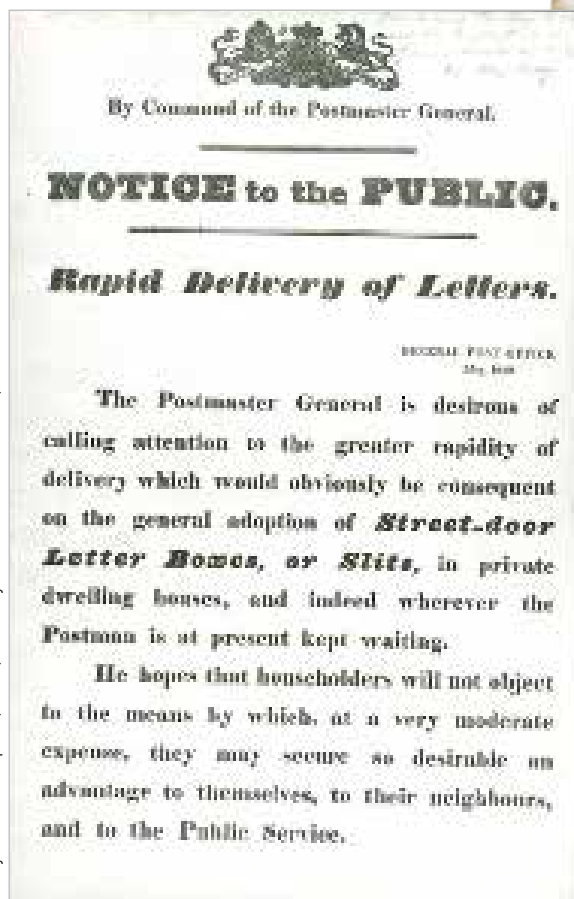 By Command of the Postmaster General.
NOTICE to the PUBLIC.
Rapid Delivery of Letters.
GENERAL POST OFFICE
May,
The Postmaster General is desirous of
calling attention to the greater rapidity of
delivery which would obviously be consequent
on the general adoption of Street-door
Letter Boxes, or Slits, in private
dwelling houses, and indeed wherever the
Postman is at present kept waiting.
He hopes that householders will not object
to the means by which, at a very moderate
expense, they may secure so desirable an
advantage to themselves, to their neighbours,
and to the Public Service.